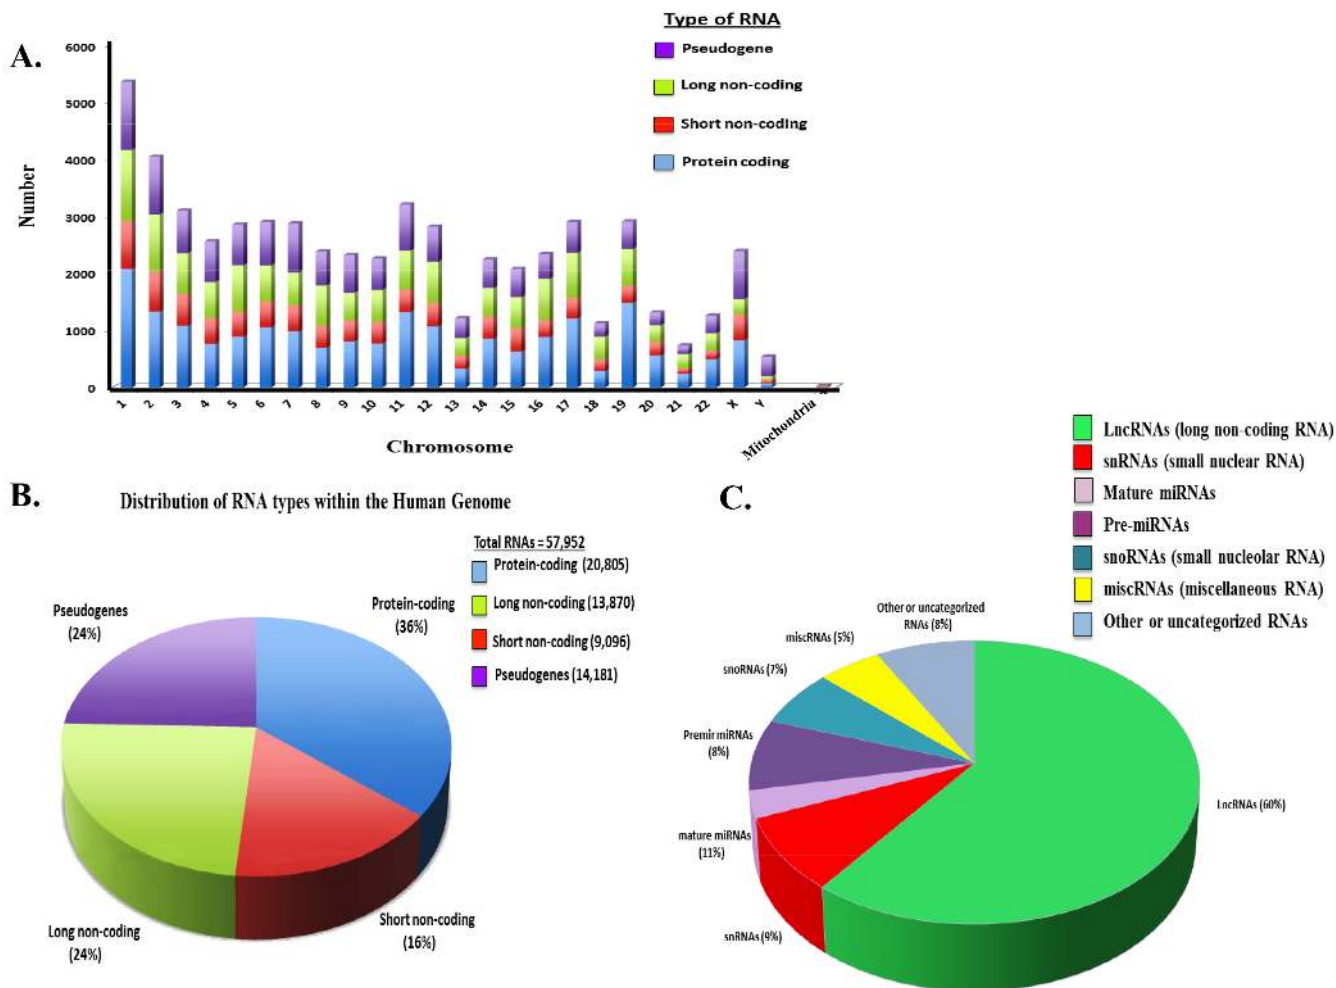 A.
Type of RNA
Pseudogene
Long non-coding
Short non-coding
Protein coding
Number
6000
5000
4000
3000
2000
1000
0
1 2 3 4 5 6 7 8 9 10 11 12 13 14 15 16 17 18 19 20 21 22 X Y Mitochondria
Chromosome
B.
Distribution of RNA types within the Human Genome
Total RNAs = 57,952
Protein-coding (20,805)
Long non-coding (13,870)
Short non-coding (9,096)
Pseudogenes (14,181)
Pseudogenes
(24%)
Protein-coding
(36%)
Long non-coding
(24%)
Short non-coding
(16%)
C.
LncRNAs (long non-coding RNA)
snRNAs (small nuclear RNA)
Mature miRNAs
Pre-miRNAs
snoRNAs (small nucleolar RNA)
miscRNAs (miscellaneous RNA)
Other or uncategorized RNAs
Other or uncategorized
RNAs (8%)
miscRNAs (5%)
snoRNAs (7%)
Premir miRNAs
(8%)
mature miRNAs
(11%)
snRNAs (9%)
LncRNAs (60%)